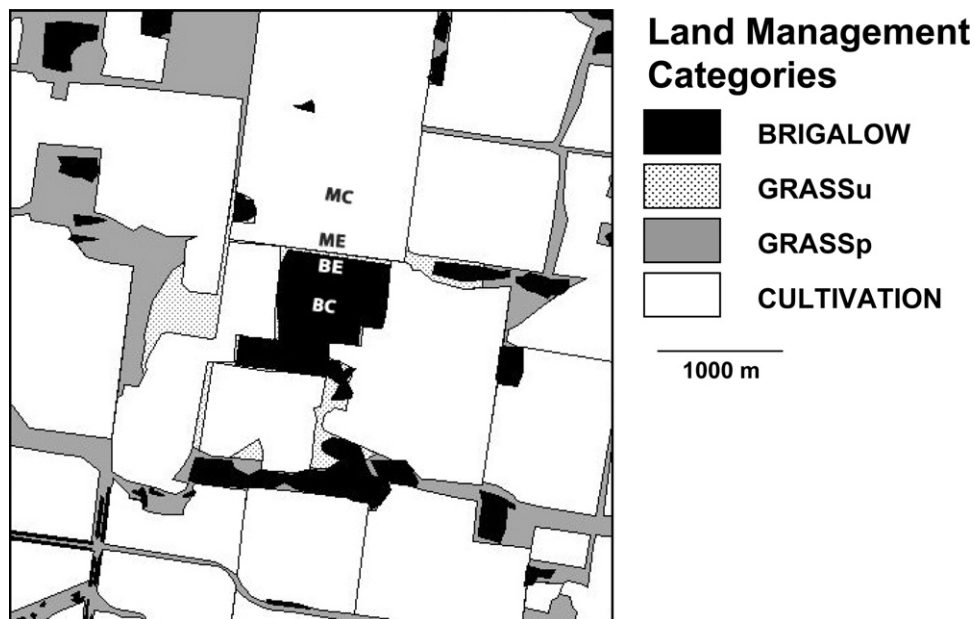 Land Management
Categories
BRIGALOW
GRASSu
GRASSp
CULTIVATION
1000 m
MC
ME
BE
BC